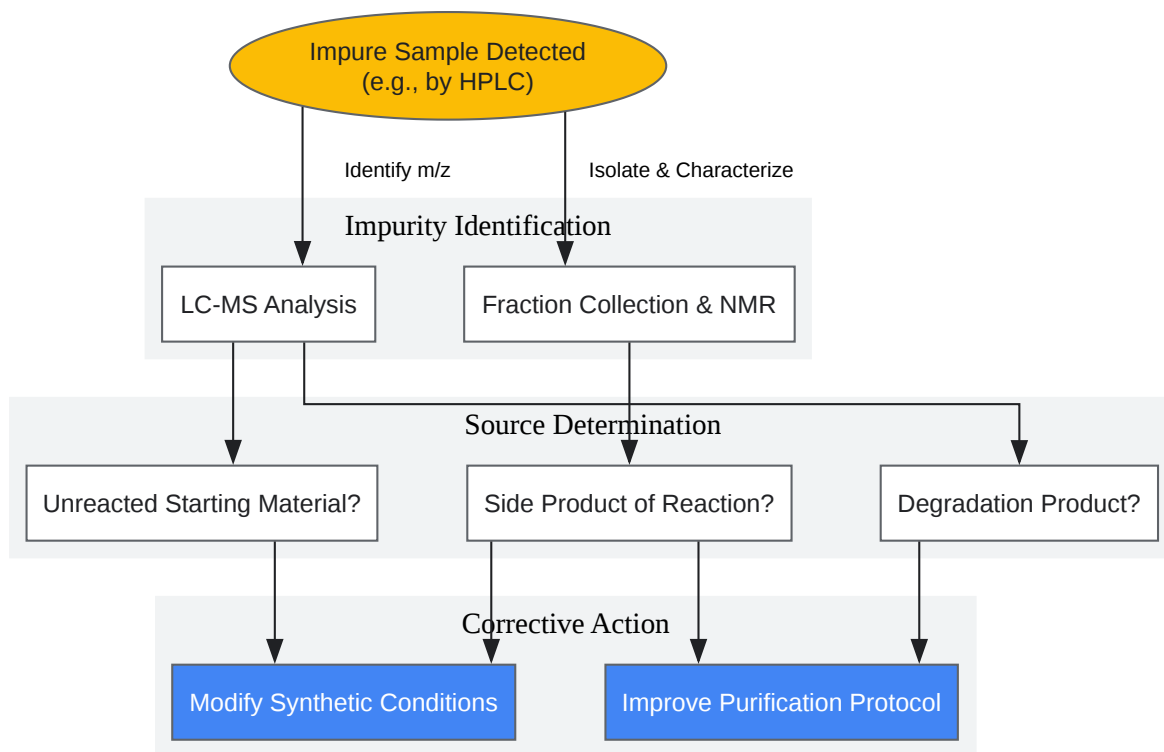 Impure Sample Detected
(e.g., by HPLC)
Identify m/z
Isolate & Characterize
Impurity Identification
LC-MS Analysis
Fraction Collection & NMR
Source Determination
Unreacted Starting Material?
Side Product of Reaction?
Degradation Product?
Corrective Action
Modify Synthetic Conditions
Improve Purification Protocol